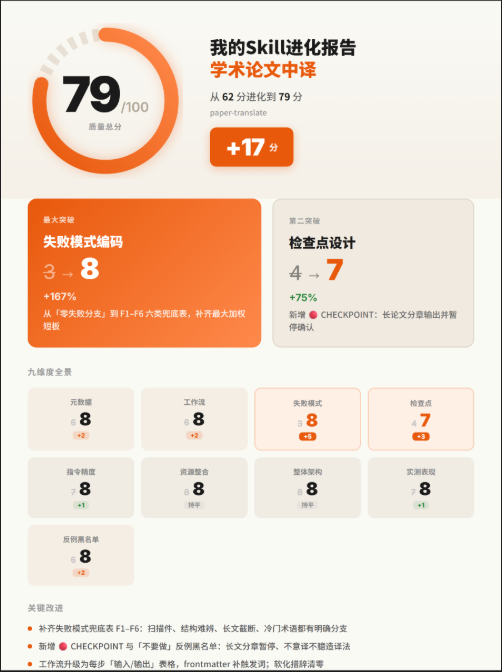 79/100
质量总分
我的Skill进化报告
学术论文中译
从 62 分进化到 79 分
paper-translate
+17 分
最大突破
失败模式编码
3 → 8
+167%
从「零失败分支」到 F1–F6 六类兜底表，补齐最大加权
短板
第二突破
检查点设计
4 → 7
+75%
新增 🔴 CHECKPOINT：长论文分章输出并暂
停确认
九维度全景
元数据
6 8
+2
工作流
6 8
+2
失败模式
3 8
+5
检查点
4 7
+3
指令精度
7 8
+1
资源整合
8 8
持平
整体架构
8 8
持平
实测表现
7 8
+1
反例黑名单
6 8
+2
关键改进
补齐失败模式兜底表 F1–F6：扫描件、结构难辨、长文截断、冷门术语都有明确分支
新增 🔴 CHECKPOINT 与「不要做」反例黑名单：长文分章暂停、不意译不臆造译法
工作流升级为每步「输入/输出」表格，frontmatter 补触发词；软化措辞清零